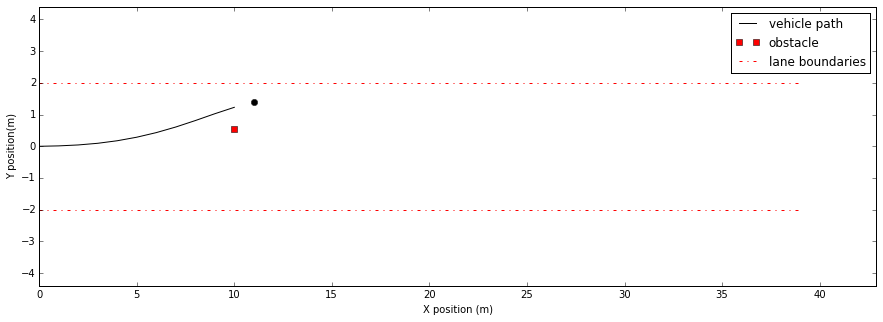 vehicle path
obstacle
lane boundaries
4
3
2
1
0
−1
−2
−3
−4
Y position(m)
0 5 10 15 20 25 30 35 40
X position (m)